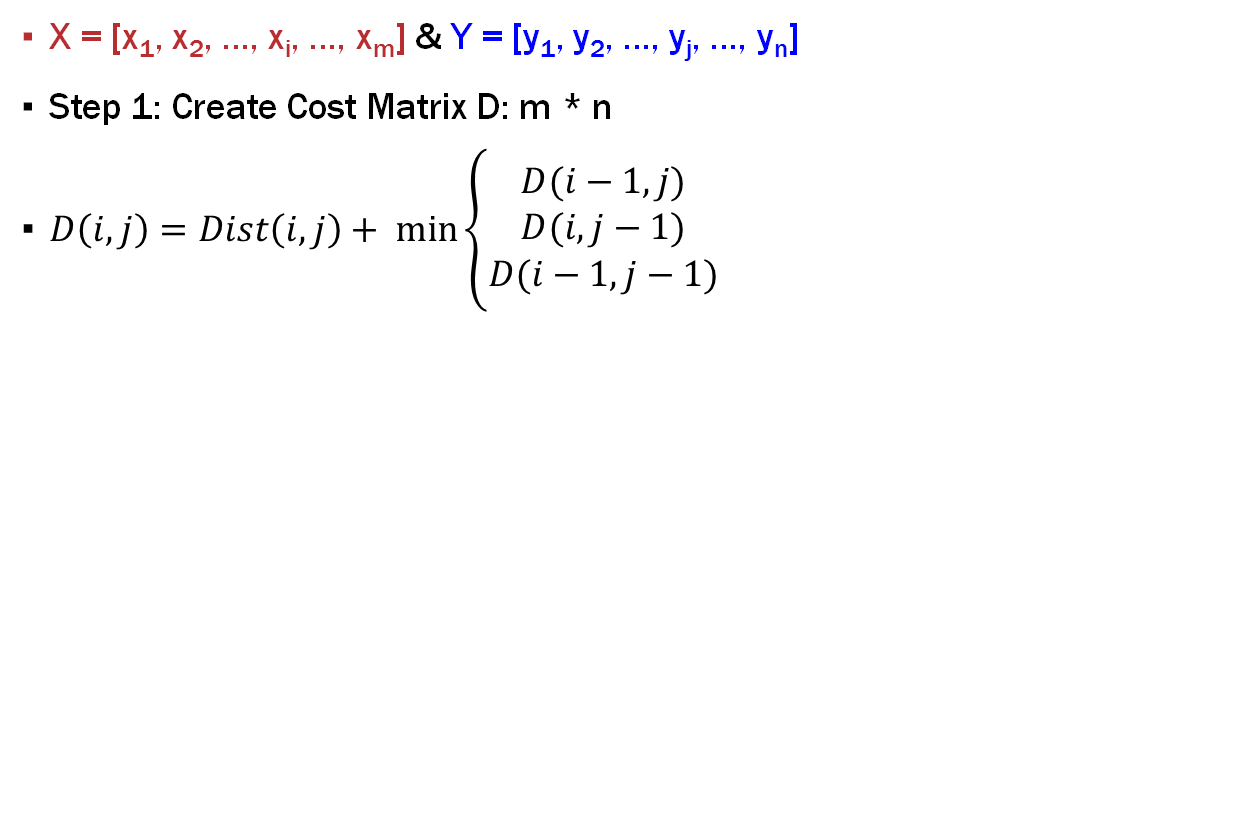 ▪ X = [x₁, x₂, ..., xᵢ, ..., xₘ] & Y = [y₁, y₂, ..., yⱼ, ..., yₙ]
▪ Step 1: Create Cost Matrix D: m * n
D(i − 1, j)
▪ D(i, j) = Dist(i, j) + min { D(i, j − 1)
D(i − 1, j − 1)